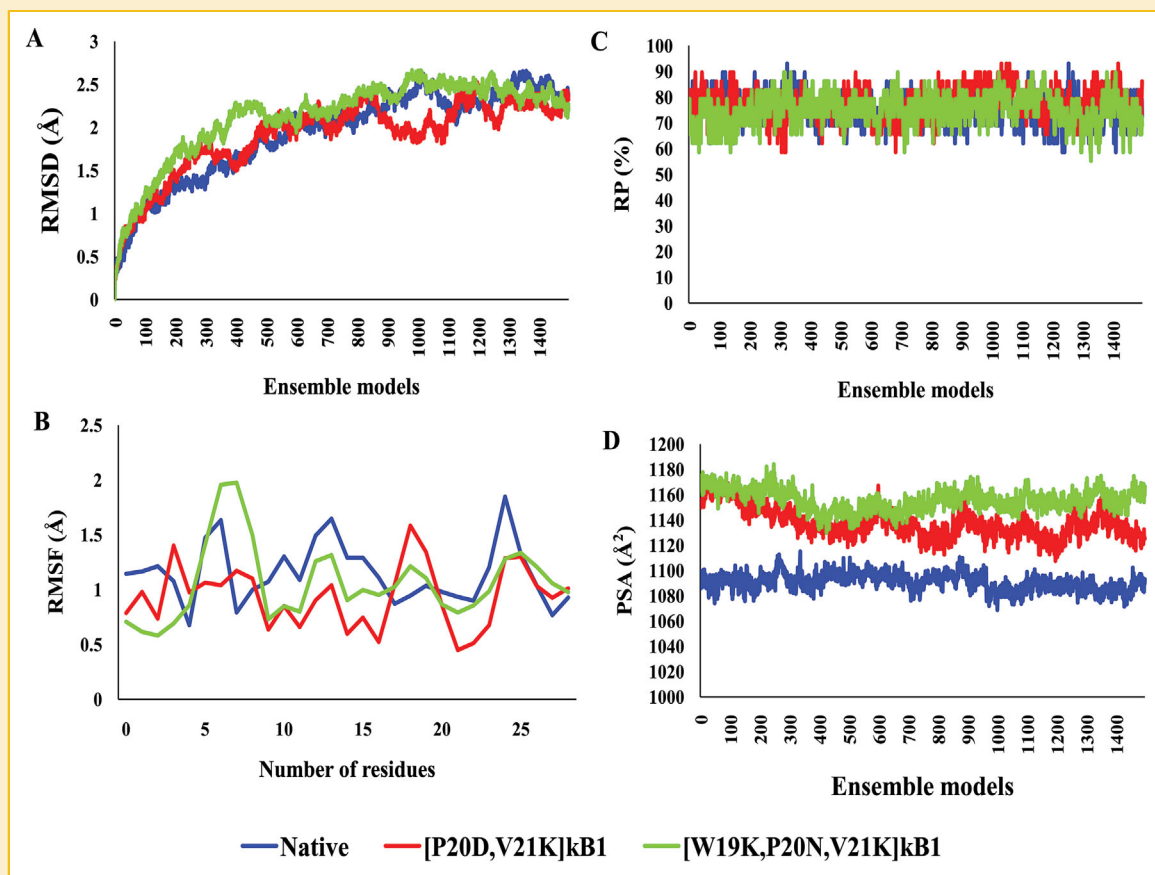 A
RMSD (Å)
3
2.5
2
1.5
1
0.5
0
0 100 200 300 400 500 600 700 800 900 1000 1100 1200 1300 1400
Ensemble models
C
RP (%)
100
90
80
70
60
50
40
30
20
10
0
0 100 200 300 400 500 600 700 800 900 1000 1100 1200 1300 1400
Ensemble models
B
RMSF (Å)
2.5
2
1.5
1
0.5
0
0 5 10 15 20 25
Number of residues
D
PSA (Å²)
1200
1180
1160
1140
1120
1100
1080
1060
1040
1020
1000
0 100 200 300 400 500 600 700 800 900 1000 1100 1200 1300 1400
Ensemble models
Native [P20D,V21K]kB1 [W19K,P20N,V21K]kB1